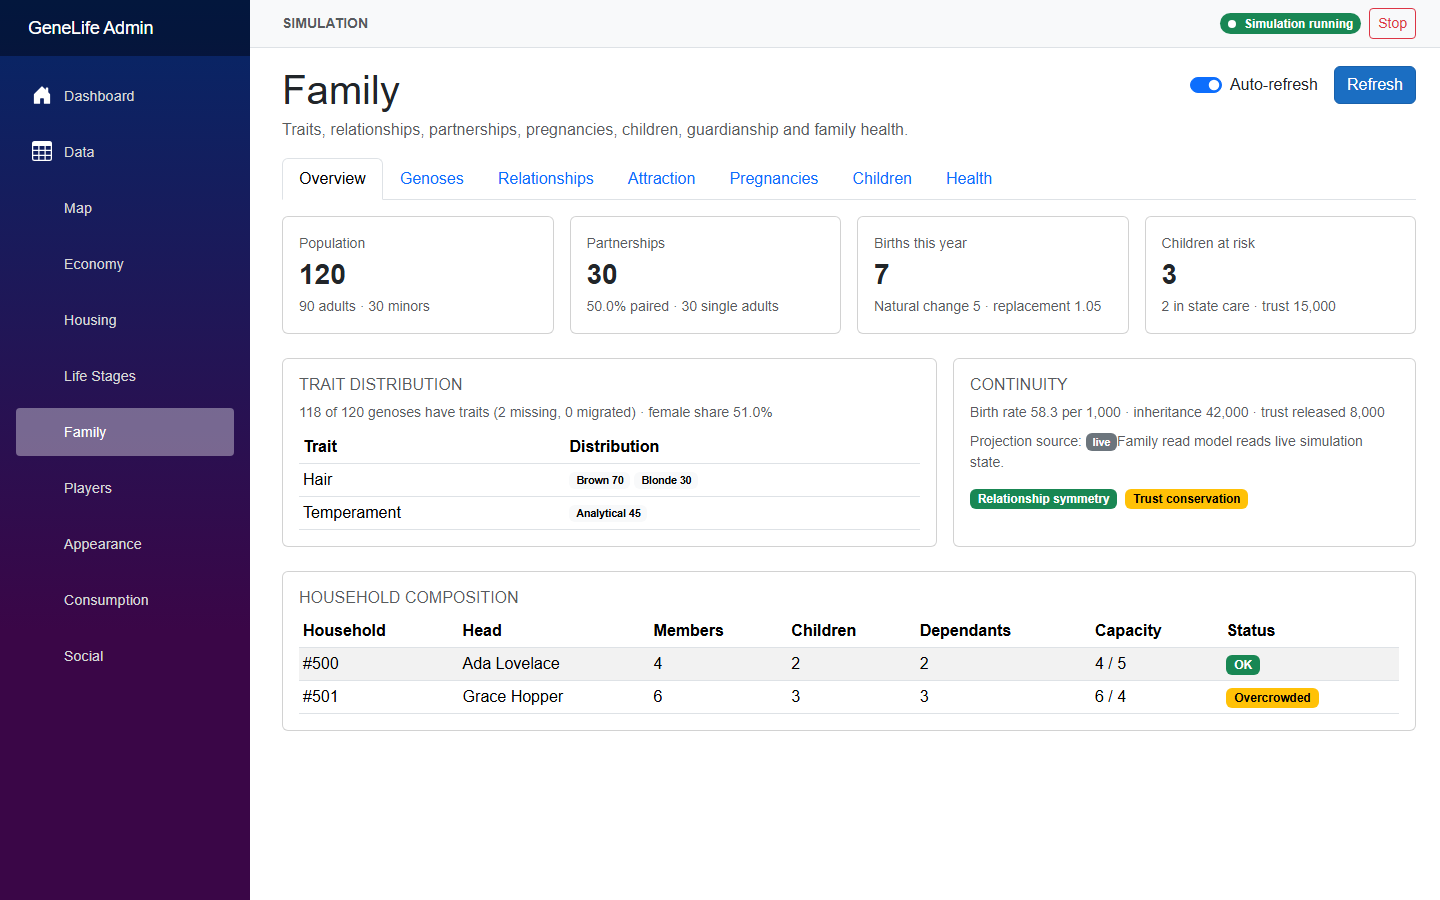 GeneLife Admin
SIMULATION
Simulation running
Stop
Dashboard
Data
Map
Economy
Housing
Life Stages
Family
Players
Appearance
Consumption
Social
Family
Auto-refresh
Refresh
Traits, relationships, partnerships, pregnancies, children, guardianship and family health.
Overview Genoses Relationships Attraction Pregnancies Children Health
Population
120
90 adults · 30 minors
Partnerships
30
50.0% paired · 30 single adults
Births this year
7
Natural change 5 · replacement 1.05
Children at risk
3
2 in state care · trust 15,000
TRAIT DISTRIBUTION
118 of 120 genoses have traits (2 missing, 0 migrated) · female share 51.0%
Trait Distribution
Hair Brown 70 Blonde 30
Temperament Analytical 45
CONTINUITY
Birth rate 58.3 per 1,000 · inheritance 42,000 · trust released 8,000
Projection source: live Family read model reads live simulation
state.
Relationship symmetry Trust conservation
HOUSEHOLD COMPOSITION
Household Head Members Children Dependants Capacity Status
#500 Ada Lovelace 4 2 2 4 / 5 OK
#501 Grace Hopper 6 3 3 6 / 4 Overcrowded